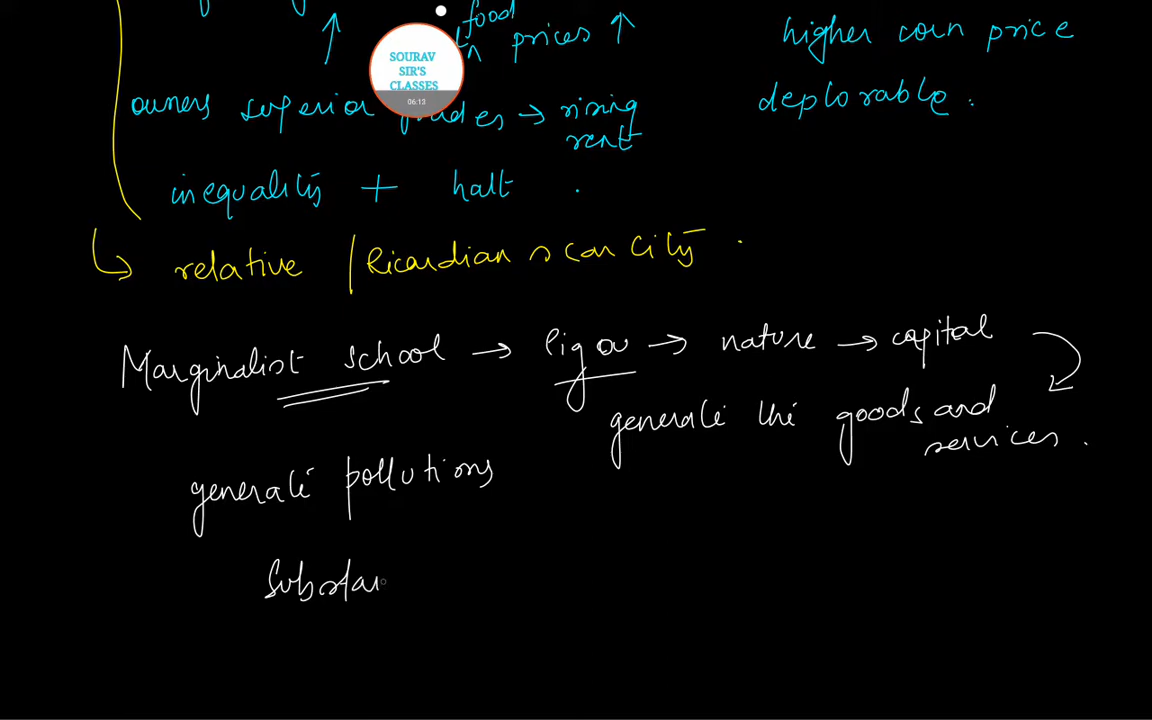 food
prices ↑
higher corn price
SOURAV
SIR'S
CLASSES
06:13
owners superior grades → rising
rent
deplorable.
inequality + halt .
↳ relative / Ricardian scarcity .
Marginalist school → Pigou → nature → capital
generate the goods and
services .
generate pollutions
Substan